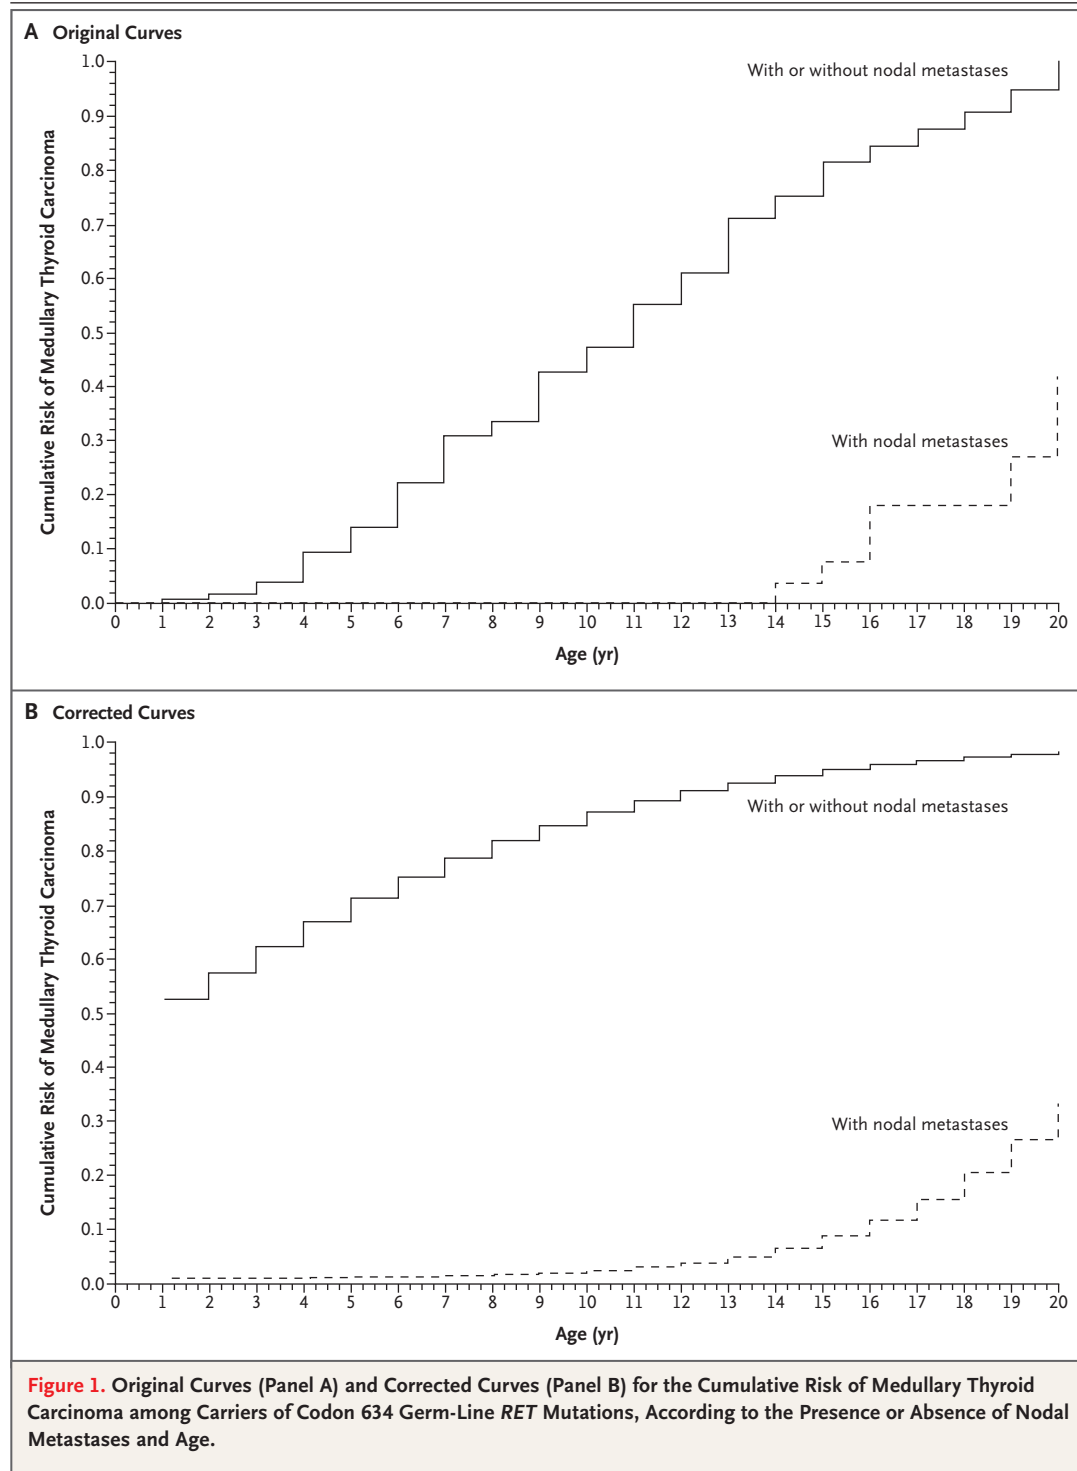 A Original Curves
Cumulative Risk of Medullary Thyroid Carcinoma
1.0
0.9
0.8
0.7
0.6
0.5
0.4
0.3
0.2
0.1
0.0
With or without nodal metastases
With nodal metastases
0 1 2 3 4 5 6 7 8 9 10 11 12 13 14 15 16 17 18 19 20
Age (yr)
B Corrected Curves
Cumulative Risk of Medullary Thyroid Carcinoma
1.0
0.9
0.8
0.7
0.6
0.5
0.4
0.3
0.2
0.1
0.0
With or without nodal metastases
With nodal metastases
0 1 2 3 4 5 6 7 8 9 10 11 12 13 14 15 16 17 18 19 20
Age (yr)
Figure 1. Original Curves (Panel A) and Corrected Curves (Panel B) for the Cumulative Risk of Medullary Thyroid
Carcinoma among Carriers of Codon 634 Germ-Line RET Mutations, According to the Presence or Absence of Nodal
Metastases and Age.